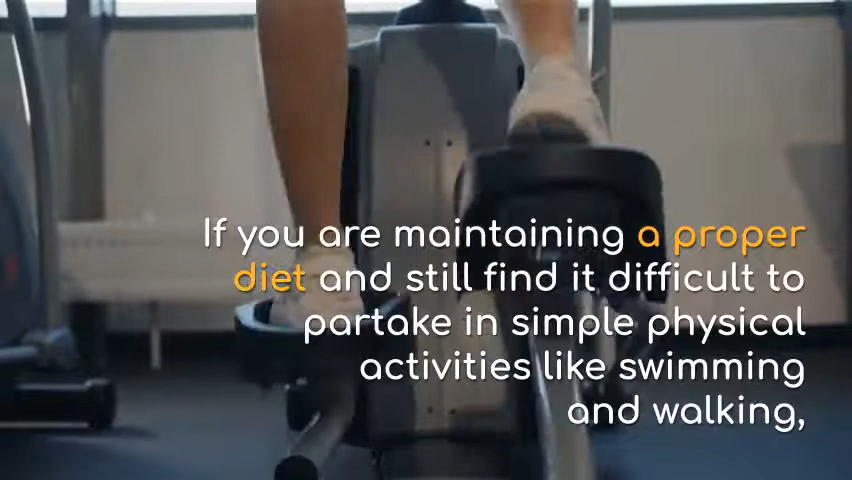 If you are maintaining a proper
diet and still find it difficult to
partake in simple physical
activities like swimming
and walking,